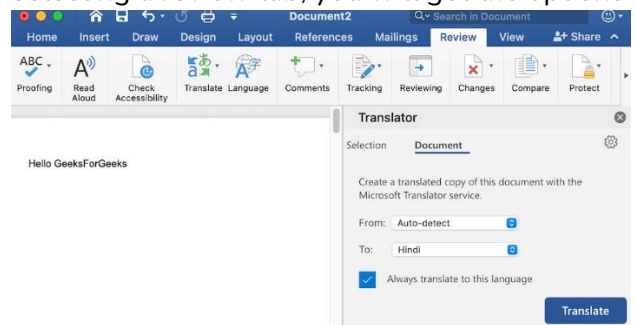 Document2
Search in Document
Home Insert Draw Design Layout References Mailings Review View Share
ABC
Proofing
Read Aloud
Check Accessibility
Translate
Language
Comments
Tracking
Reviewing
Changes
Compare
Protect
Translator
Selection Document
Hello GeeksForGeeks
Create a translated copy of this document with the
Microsoft Translator service.
From: Auto-detect
To: Hindi
Always translate to this language
Translate